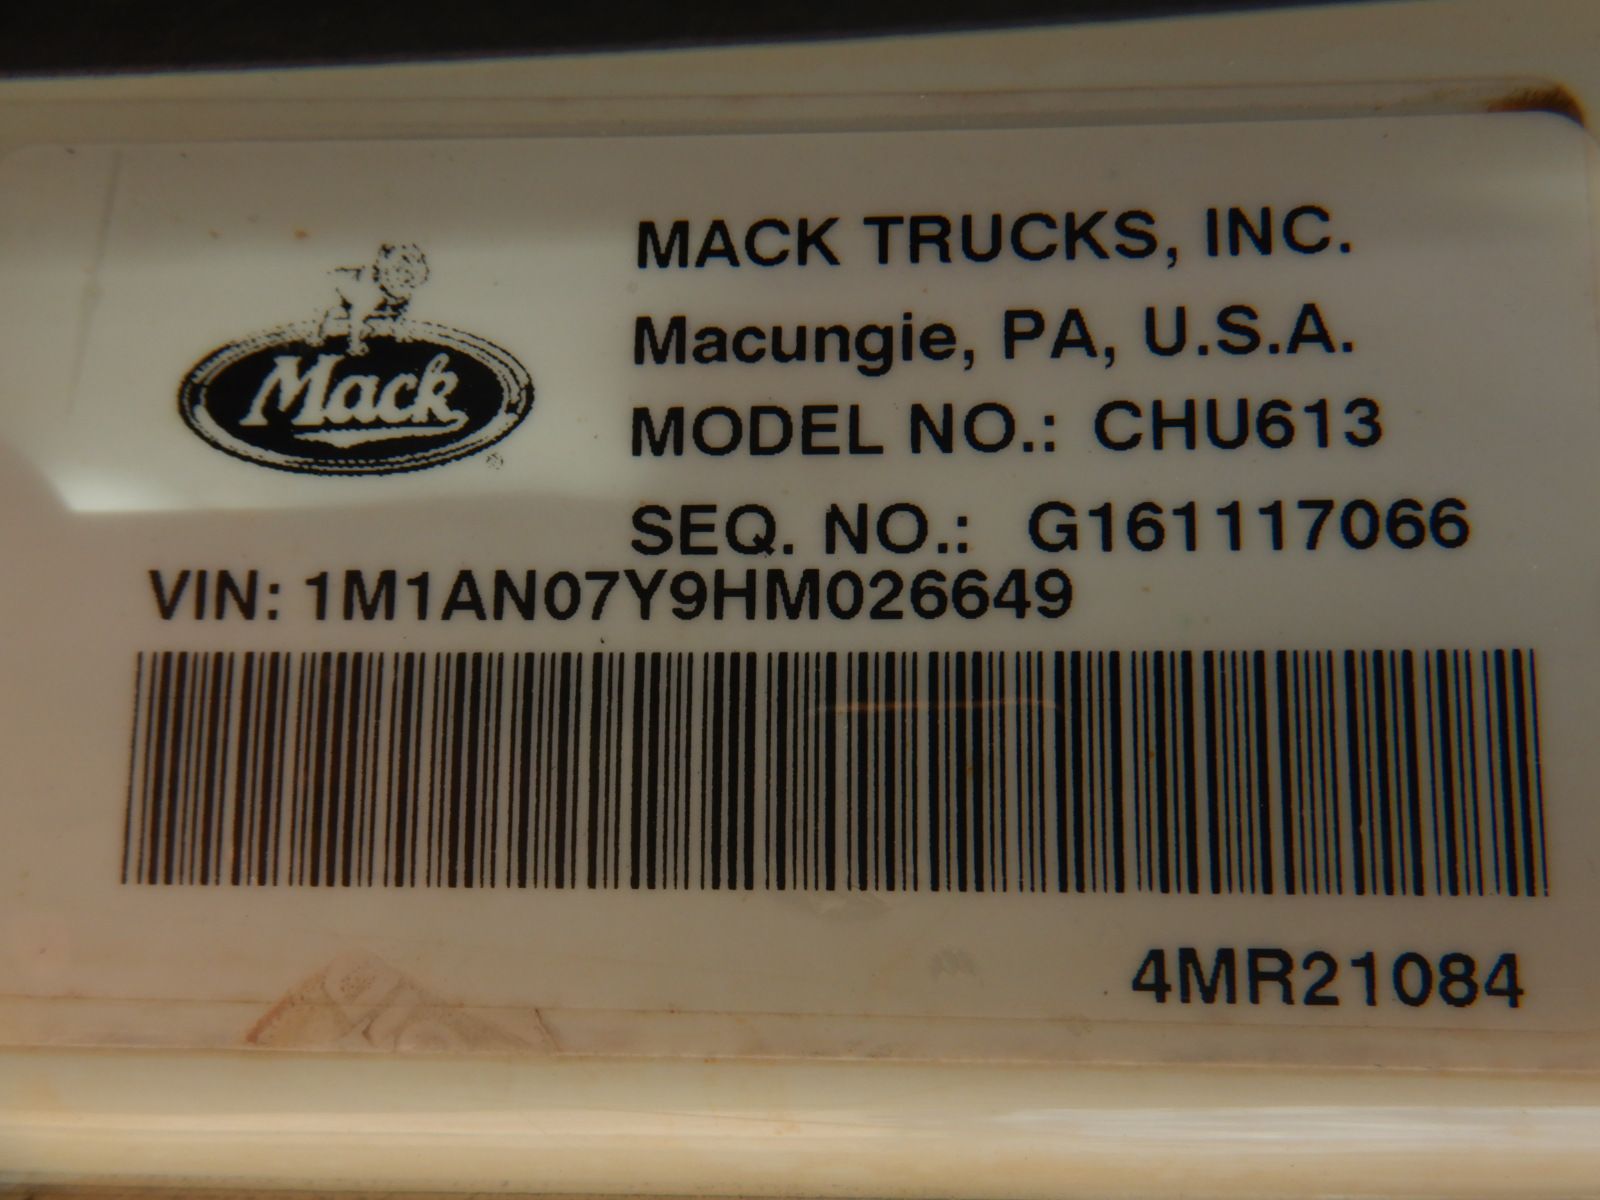 Mack
MACK TRUCKS, INC.
Macungie, PA, U.S.A.
MODEL NO.: CHU613
SEQ. NO.: G161117066
VIN: 1M1AN07Y9HM026649
4MR21084